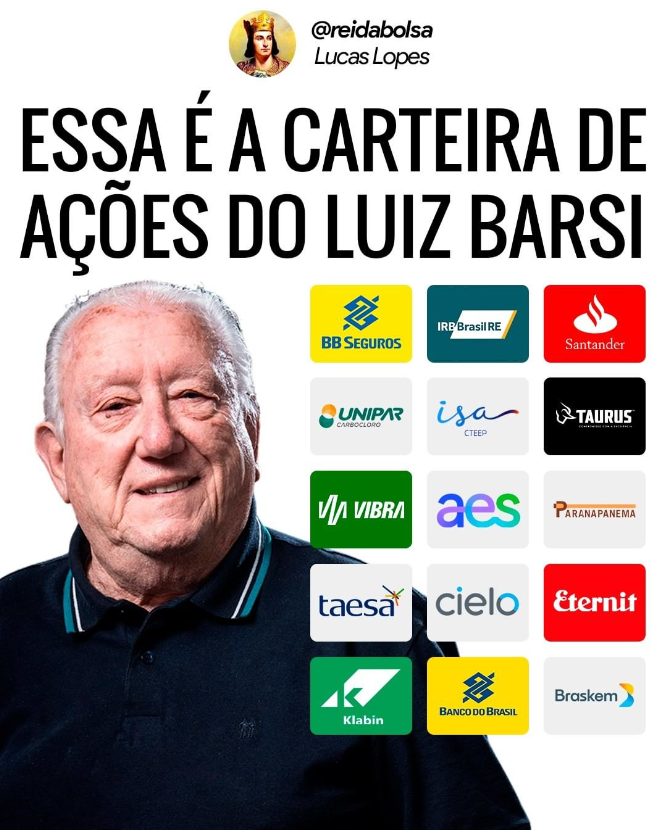 @reidabolsa
Lucas Lopes
ESSA É A CARTEIRA DE
AÇÕES DO LUIZ BARSI
BB SEGUROS
IRB Brasil RE
Santander
UNIPAR
CARBOCLORO
isa
CTEEP
TAURUS
VIBRA
aes
PARANAPANEMA
taesa
cielo
Eternit
Klabin
BANCO DO BRASIL
Braskem